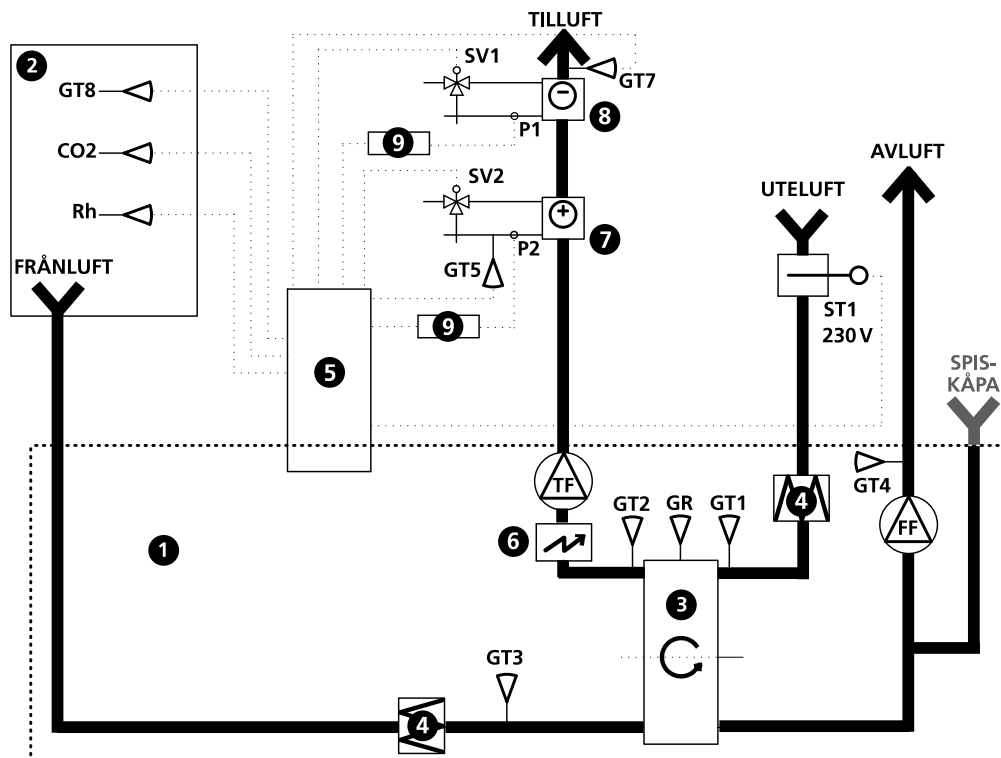 TILLUFT
2
SV1
GT7
GT8
8
P1
9
CO2
AVLUFT
SV2
UTELUFT
Rh
7
P2
FRÅNLUFT
GT5
ST1
230 V
9
5
SPIS-
KÅPA
TF
GT4
4
GT2
GR
GT1
FF
6
1
3
GT3
4